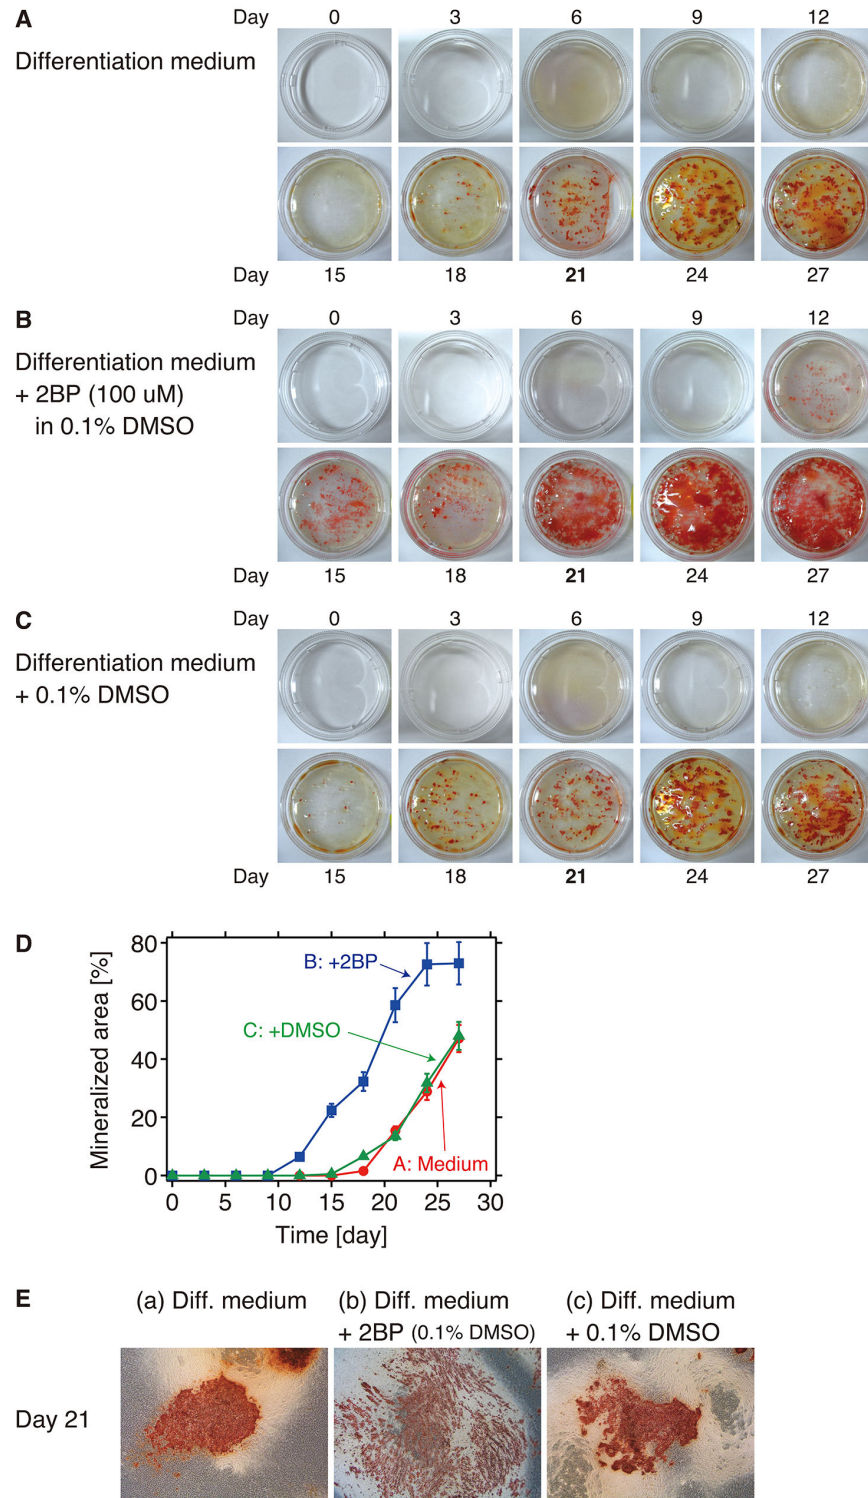 A
Day 0 3 6 9 12
Differentiation medium
Day 15 18 21 24 27
B
Day 0 3 6 9 12
Differentiation medium
+ 2BP (100 uM)
in 0.1% DMSO
Day 15 18 21 24 27
C
Day 0 3 6 9 12
Differentiation medium
+ 0.1% DMSO
Day 15 18 21 24 27
D
Mineralized area [%]
80
60
40
20
0
B: +2BP
C: +DMSO
A: Medium
0 5 10 15 20 25 30
Time [day]
E
(a) Diff. medium
(b) Diff. medium
+ 2BP (0.1% DMSO)
(c) Diff. medium
+ 0.1% DMSO
Day 21